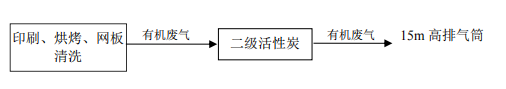 印刷、烘烤、网板
清洗
有机废气
二级活性炭
有机废气
15m 高排气筒